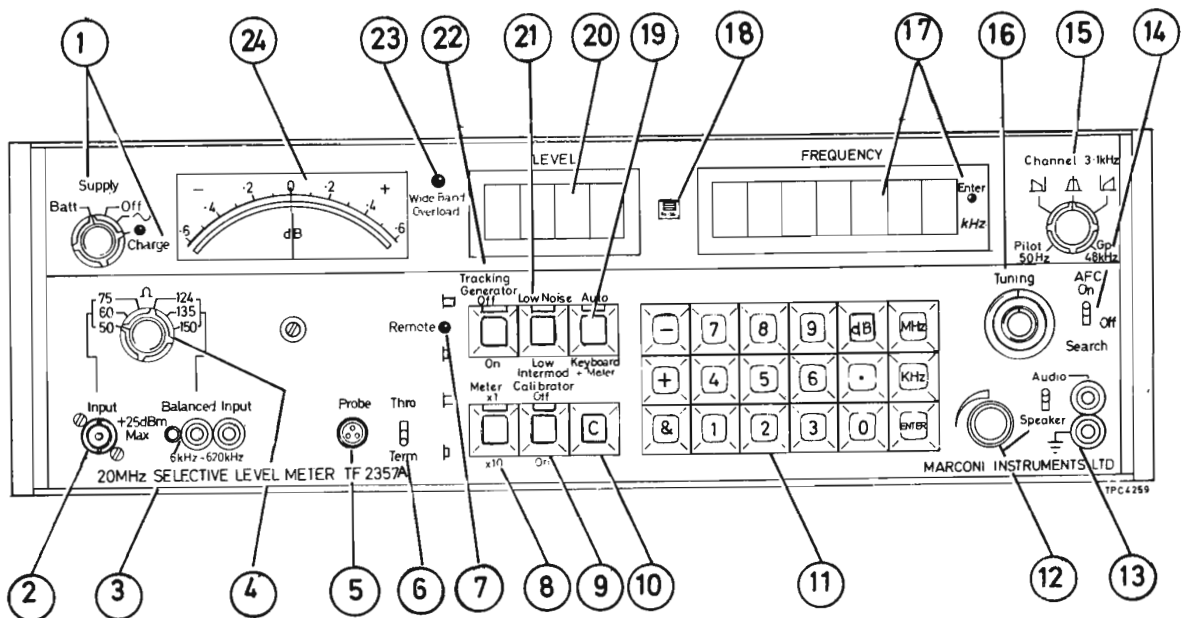 1
24
23
22
21
20
19
18
17
16
15
14
LEVEL
FREQUENCY
Channel 3·1kHz
Supply
Batt
Off
Charge
- ·6 ·4 ·2 0 ·2 ·4 ·6 +
dB
Wide Band
Overload
Enter
kHz
Pilot
50Hz
Gp
48kHz
Tuning
AFC
On
Off
Search
Tracking
Generator
Off
Low Noise
Auto
On
Low
Intermod
Keyboard
+ Meter
Remote
Ω
75 124
60 135
50 150
- 7 8 9 dB MHz
+ 4 5 6 · KHz
& 1 2 3 0 ENTER
Meter
x1
Calibrator
Off
C
x10
On
Input
+25dBm
Max
Balanced Input
6kHz-620kHz
Probe
Thro
Term
Audio
Speaker
20MHz SELECTIVE LEVEL METER TF 2357A
MARCONI INSTRUMENTS LTD
TPC4259
2
3
4
5
6
7
8
9
10
11
12
13